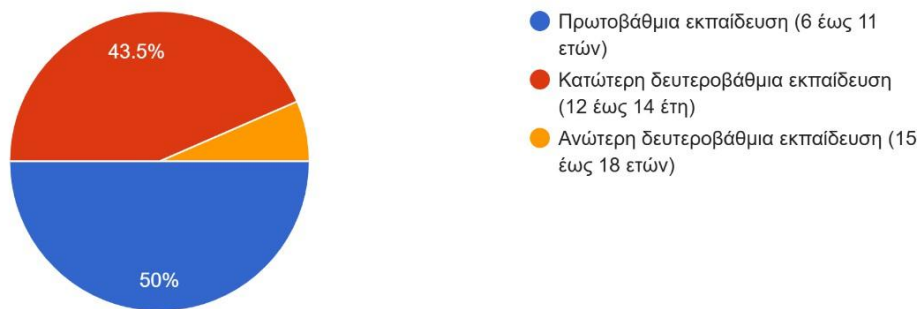 43.5%
50%
Πρωτοβάθμια εκπαίδευση (6 έως 11
ετών)
Κατώτερη δευτεροβάθμια εκπαίδευση
(12 έως 14 έτη)
Ανώτερη δευτεροβάθμια εκπαίδευση (15
έως 18 ετών)